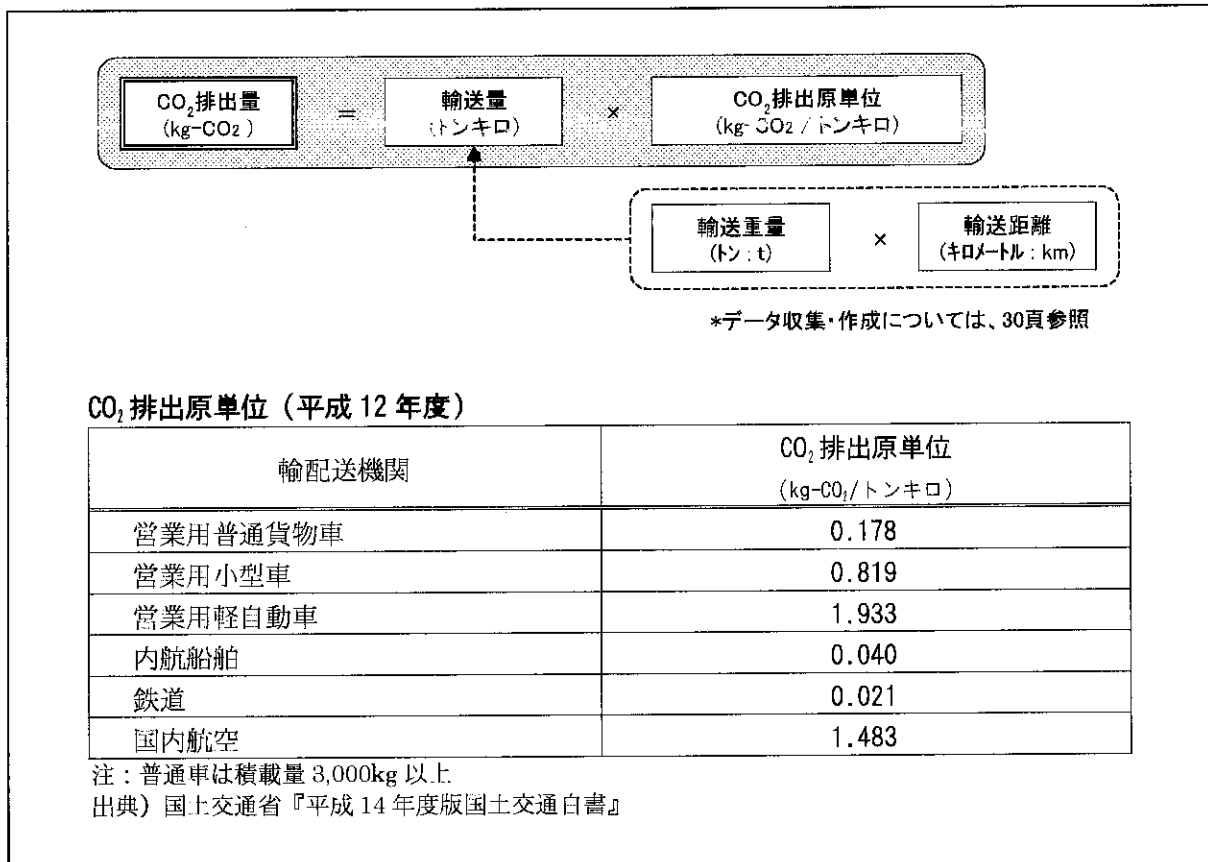 CO₂排出量 = 輸送量 × CO₂排出原単位
(kg-CO₂) (トンキロ) (kg-CO₂/トンキロ)
輸送重量 × 輸送距離
(トン:t) (キロメートル:km)
*データ収集・作成については、30頁参照
CO₂排出原単位(平成12年度)
輸配送機関 CO₂排出原単位
(kg-CO₂/トンキロ)
営業用普通貨物車 0.178
営業用小型車 0.819
営業用軽自動車 1.933
内航船舶 0.040
鉄道 0.021
国内航空 1.483
注:普通車は積載量3,000kg以上
出典)国土交通省『平成14年度版国土交通白書』